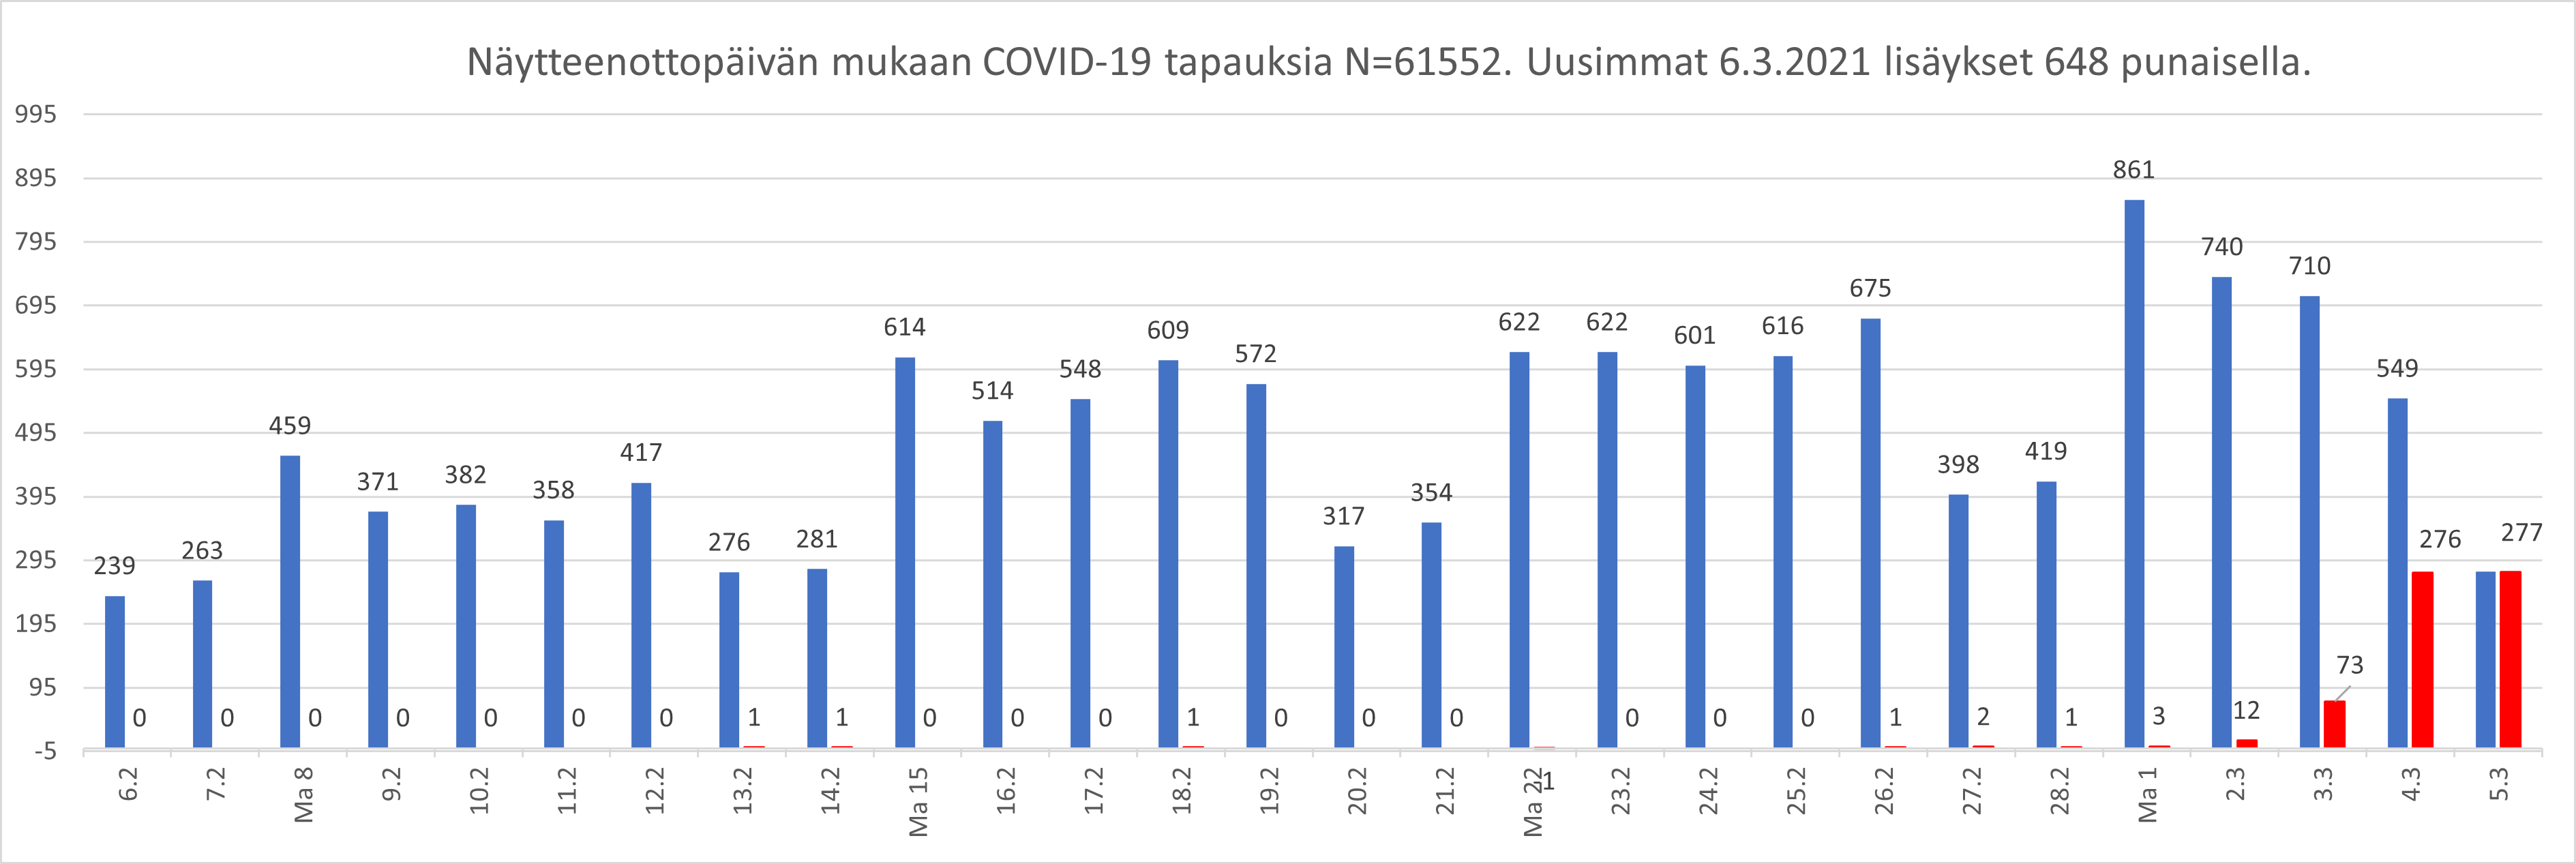 Näytteenottopäivän mukaan COVID-19 tapauksia N=61552. Uusimmat 6.3.2021 lisäykset 648 punaisella.
995
895
795
695
595
495
395
295
195
95
-5
239 263 459 371 382 358 417 276 281 614 514 548 609 572 317 354 622 622 601 616 675 398 419 861 740 710 549
0 0 0 0 0 0 0 1 1 0 0 0 1 0 0 0 1 0 0 0 1 2 1 3 12 73 276 277
6.2 7.2 Ma 8 9.2 10.2 11.2 12.2 13.2 14.2 Ma 15 16.2 17.2 18.2 19.2 20.2 21.2 Ma 22 23.2 24.2 25.2 26.2 27.2 28.2 Ma 1 2.3 3.3 4.3 5.3